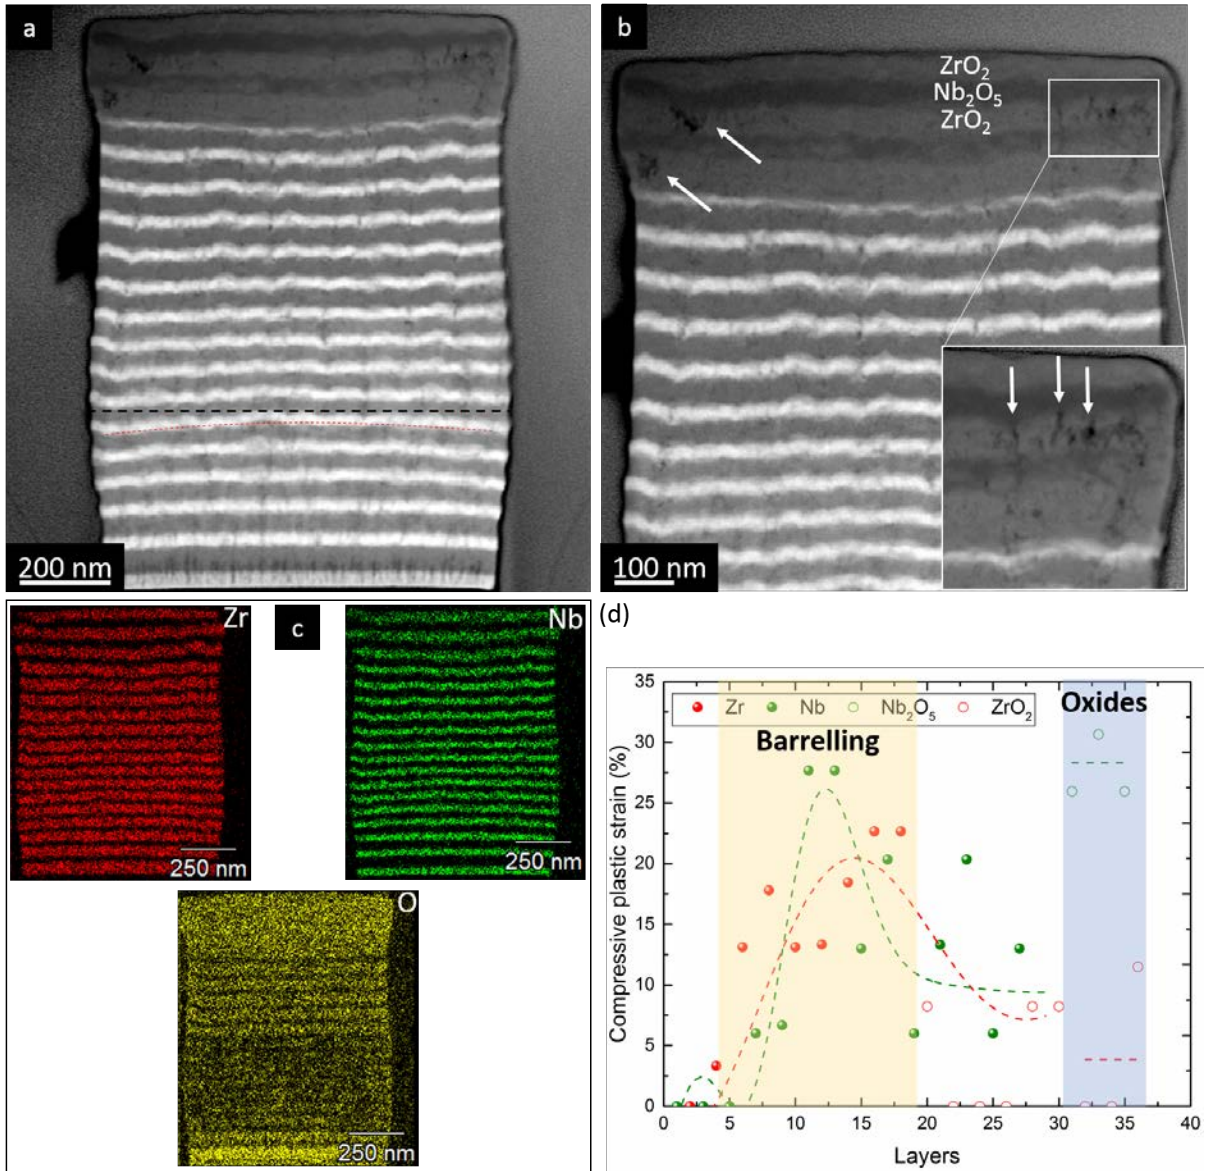 a
200 nm
b
ZrO₂
Nb₂O₅
ZrO₂
100 nm
Zr
c
Nb
250 nm
250 nm
O
250 nm
(d)
Zr Nb Nb₂O₅ ZrO₂
Oxides
Barrelling
35
30
25
20
15
10
5
0
Compressive plastic strain (%)
0 5 10 15 20 25 30 35 40
Layers